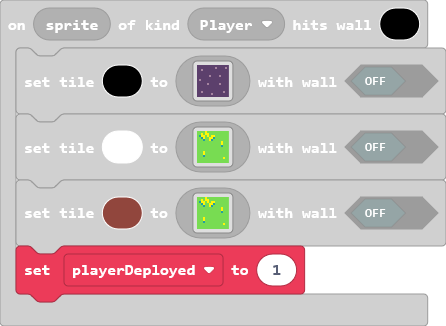 on sprite of kind Player hits wall
set tile to with wall OFF
set tile to with wall OFF
set tile to with wall OFF
set playerDeployed to 1